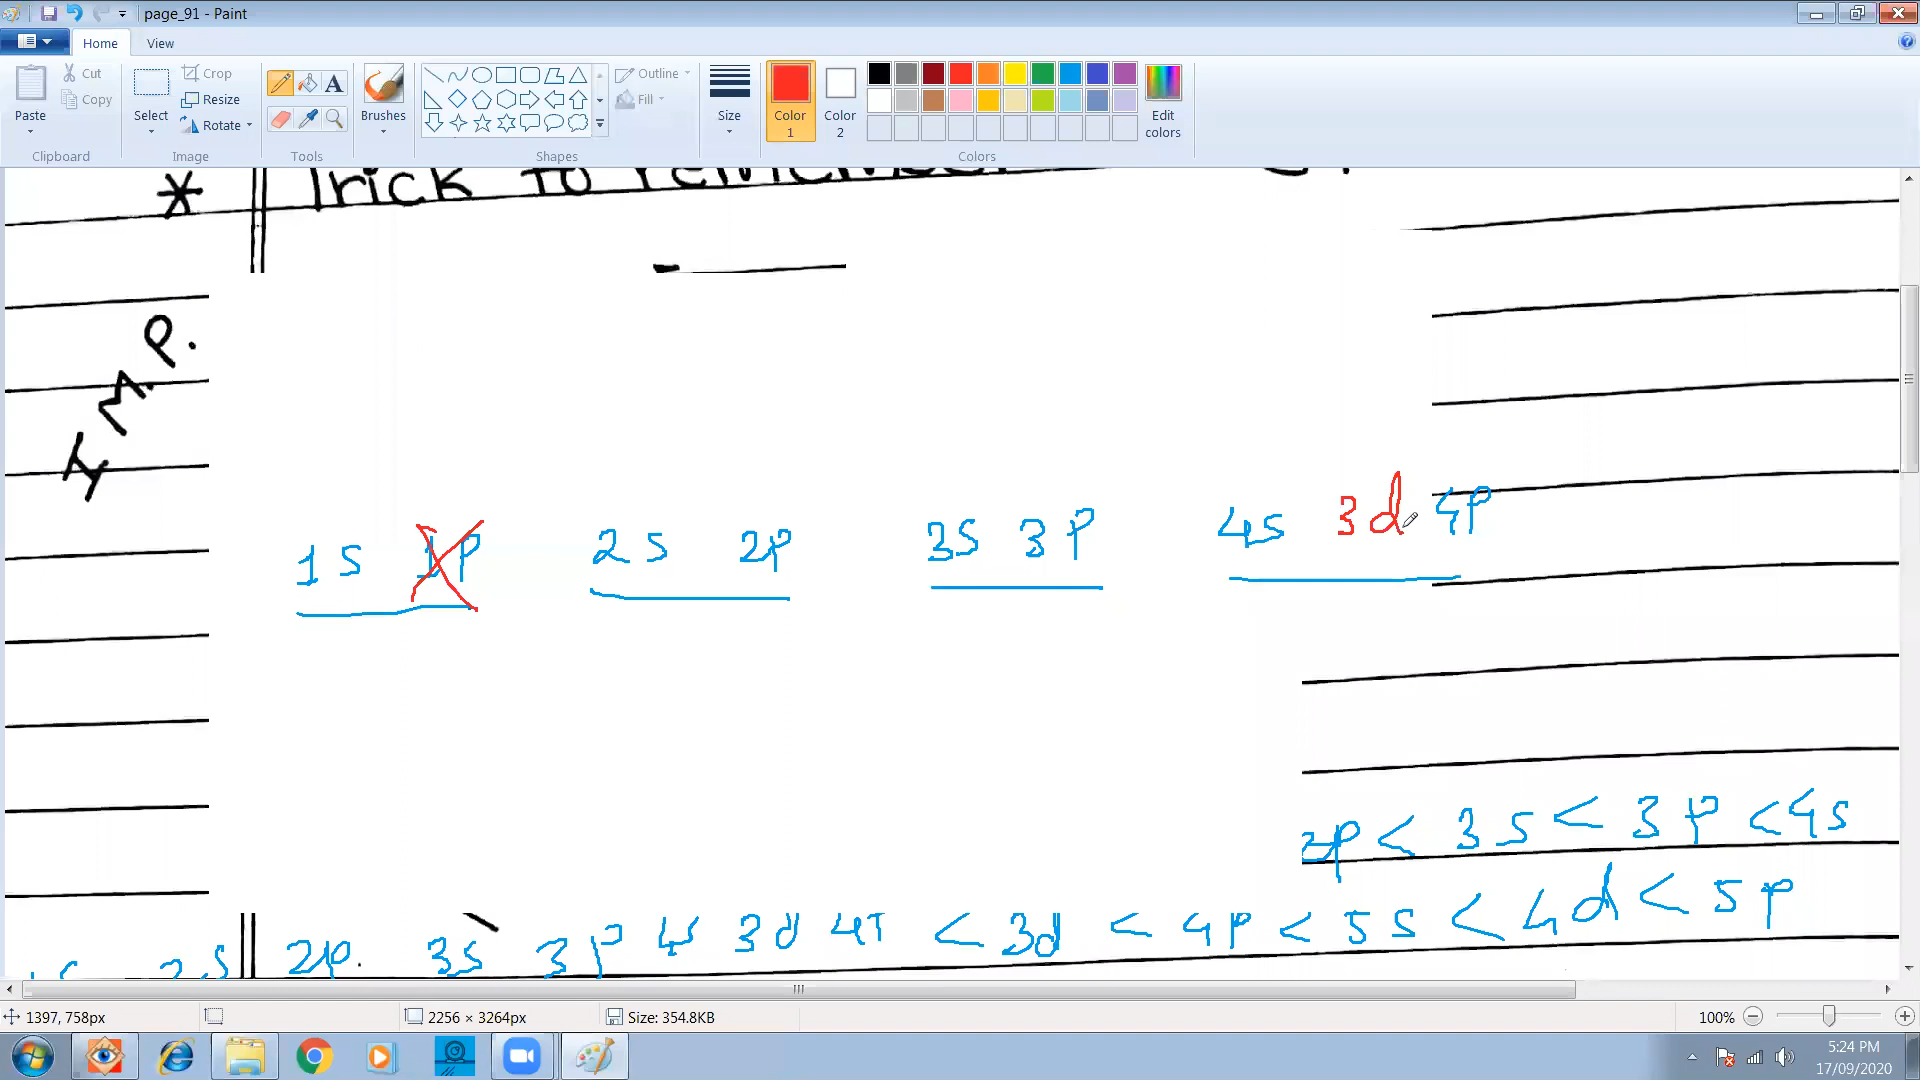 page_91 - Paint
Home View
Paste Cut Copy Clipboard
Select Crop Resize Rotate Image
Tools
Brushes
Shapes
Outline Fill
Size
Color 1 Color 2 Edit colors Colors
* Trick to
I M.P.
1S 1P 2S 2P 3S 3P 4S 3d 4P
2P < 3S < 3P < 4S
2S 2P. 3S 3P 4S 3d < 3d < 4P < 5S < 4d < 5P
1397, 758px 2256 × 3264px Size: 354.8KB 100%
5:24 PM
17/09/2020